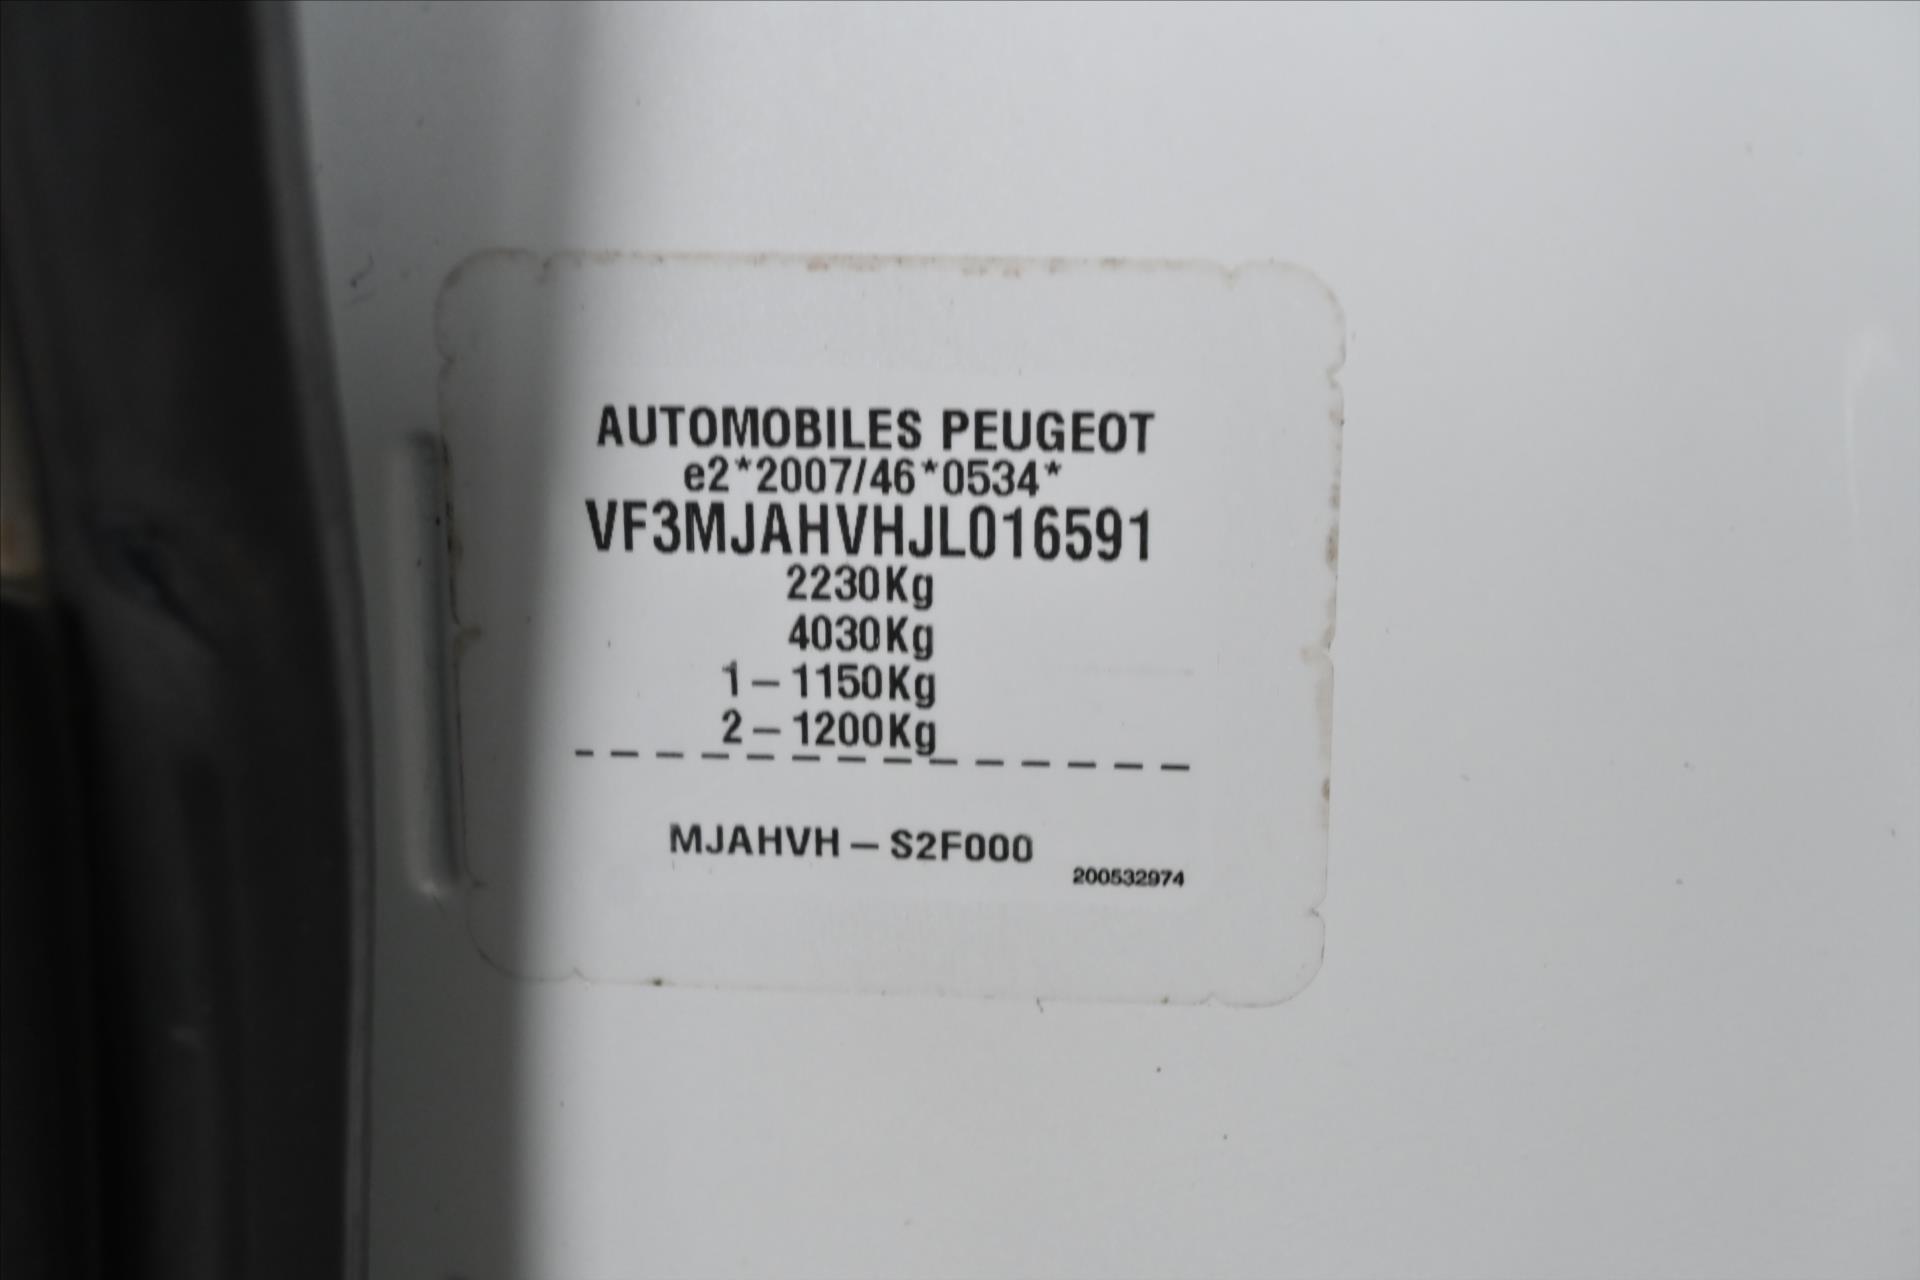 AUTOMOBILES PEUGEOT
e2*2007/46*0534*
VF3MJAHVHJL016591
2230Kg
4030Kg
1 – 1150Kg
2 – 1200Kg
MJAHVH – S2F000
200532974